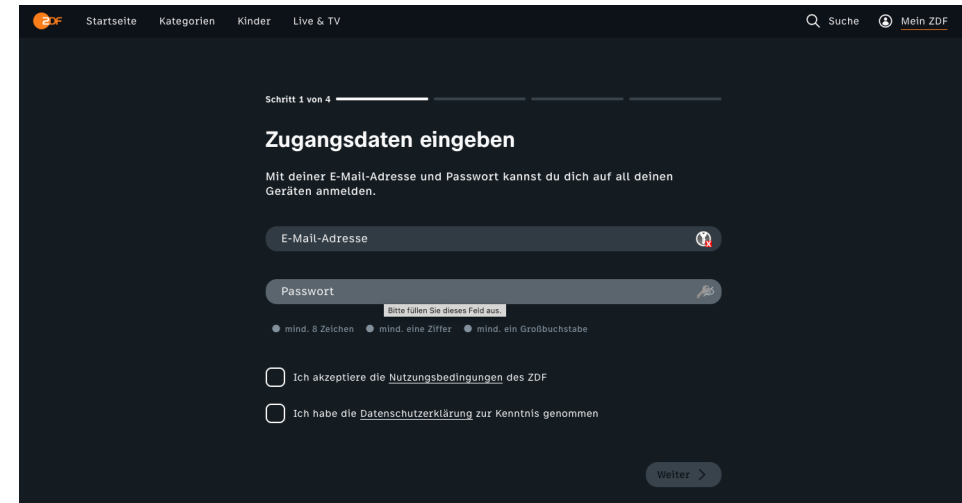 ZDF Startseite Kategorien Kinder Live & TV Suche Mein ZDF
Schritt 1 von 4
Zugangsdaten eingeben
Mit deiner E-Mail-Adresse und Passwort kannst du dich auf all deinen
Geräten anmelden.
E-Mail-Adresse
Passwort
Bitte füllen Sie dieses Feld aus.
mind. 8 Zeichen mind. eine Ziffer mind. ein Großbuchstabe
Ich akzeptiere die Nutzungsbedingungen des ZDF
Ich habe die Datenschutzerklärung zur Kenntnis genommen
Weiter